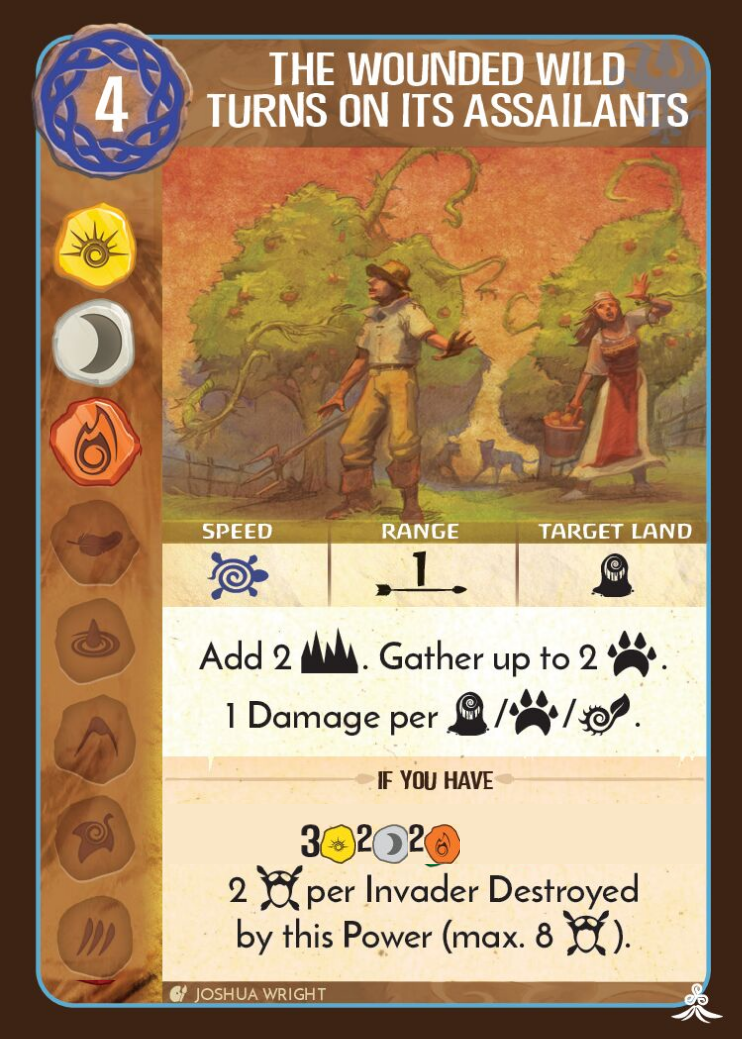 4
THE WOUNDED WILD
TURNS ON ITS ASSAILANTS
SPEED RANGE TARGET LAND
1
Add 2 . Gather up to 2 .
1 Damage per / / .
IF YOU HAVE
3 2 2
2 per Invader Destroyed
by this Power (max. 8 ).
JOSHUA WRIGHT